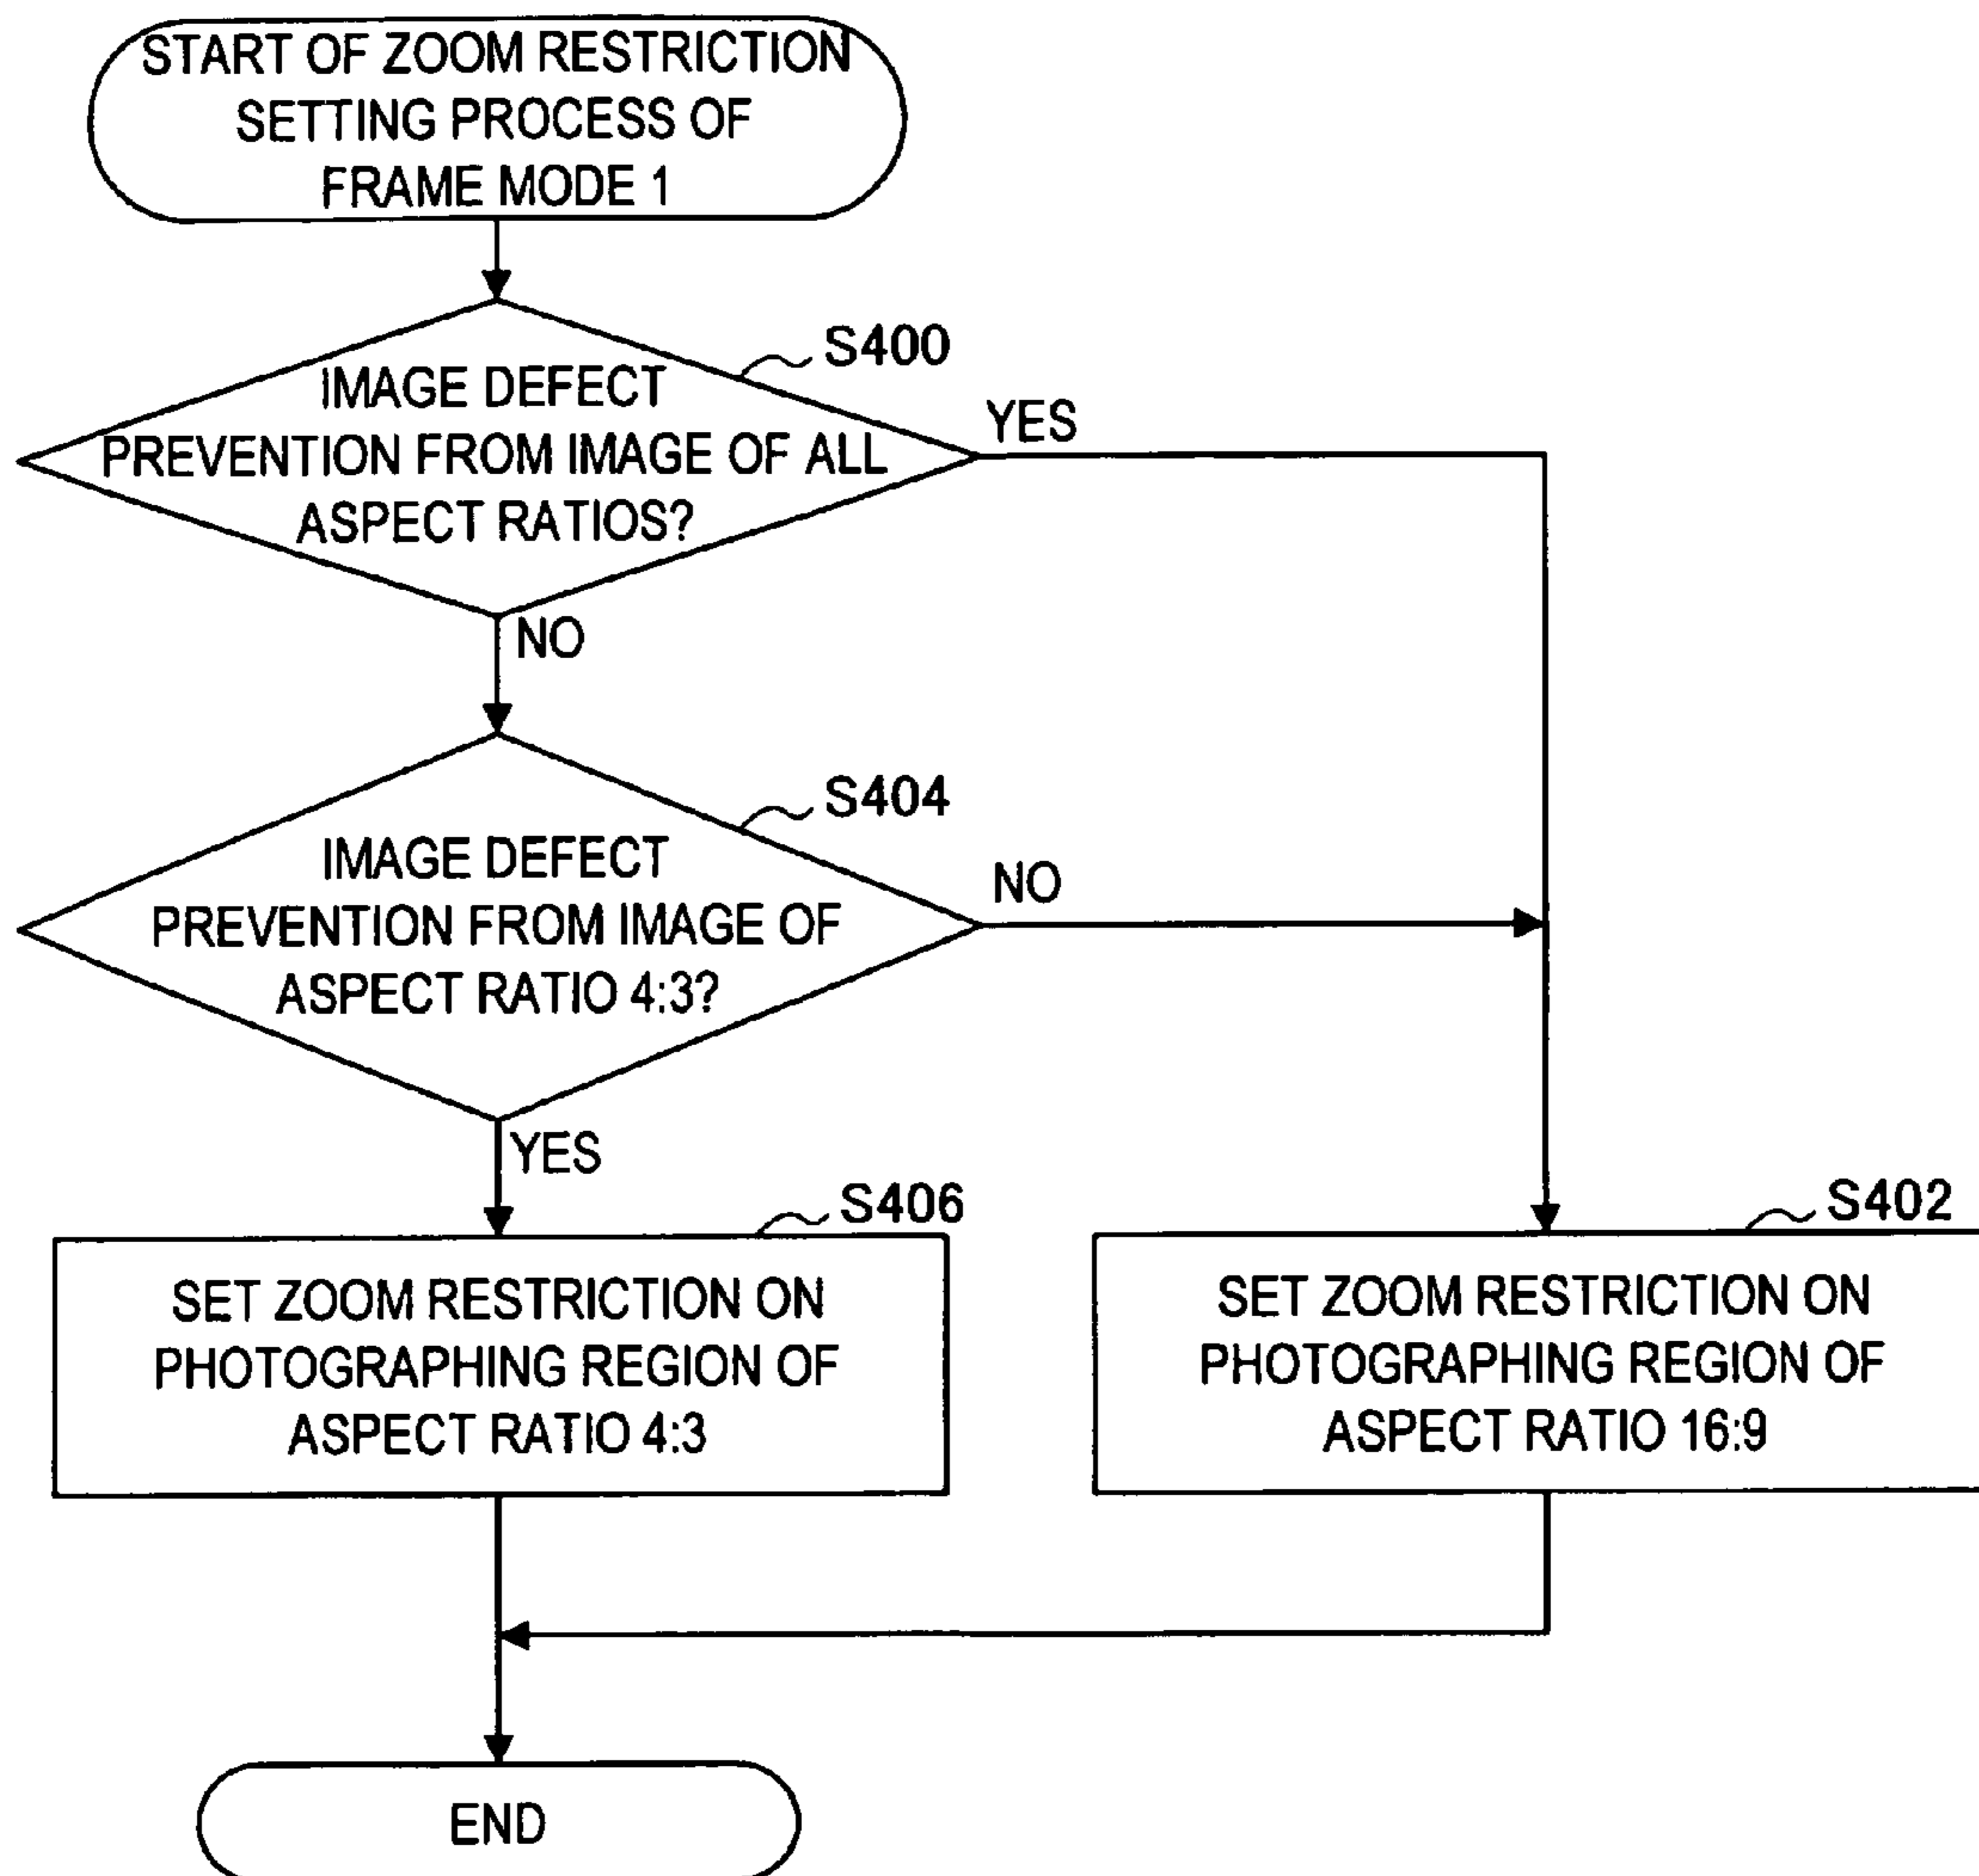 START OF ZOOM RESTRICTION
SETTING PROCESS OF
FRAME MODE 1
S400
IMAGE DEFECT
PREVENTION FROM IMAGE OF ALL
ASPECT RATIOS?
YES
NO
S404
IMAGE DEFECT
PREVENTION FROM IMAGE OF
ASPECT RATIO 4:3?
NO
YES
S406
SET ZOOM RESTRICTION ON
PHOTOGRAPHING REGION OF
ASPECT RATIO 4:3
S402
SET ZOOM RESTRICTION ON
PHOTOGRAPHING REGION OF
ASPECT RATIO 16:9
END